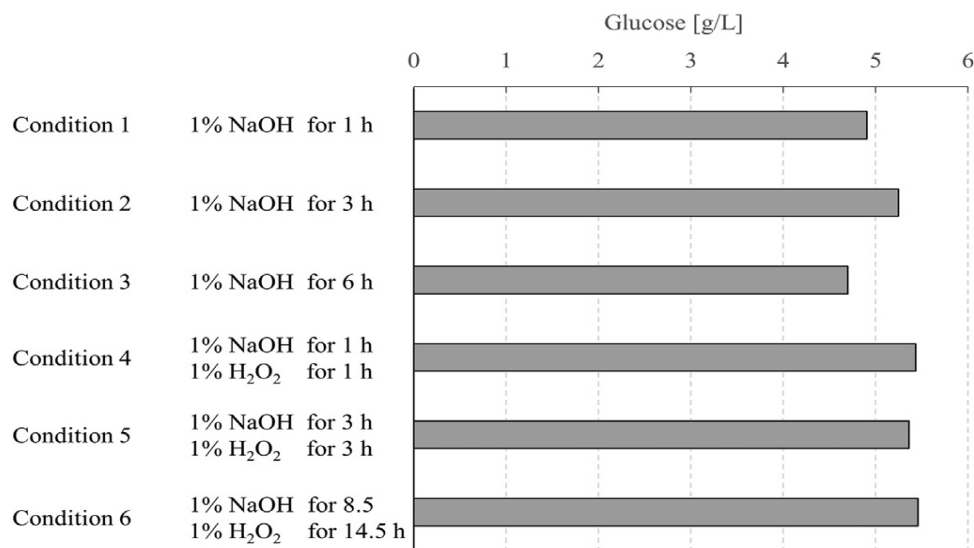 Glucose [g/L]
0 1 2 3 4 5 6
Condition 1 1% NaOH for 1 h
Condition 2 1% NaOH for 3 h
Condition 3 1% NaOH for 6 h
Condition 4 1% NaOH for 1 h
1% H₂O₂ for 1 h
Condition 5 1% NaOH for 3 h
1% H₂O₂ for 3 h
Condition 6 1% NaOH for 8.5
1% H₂O₂ for 14.5 h